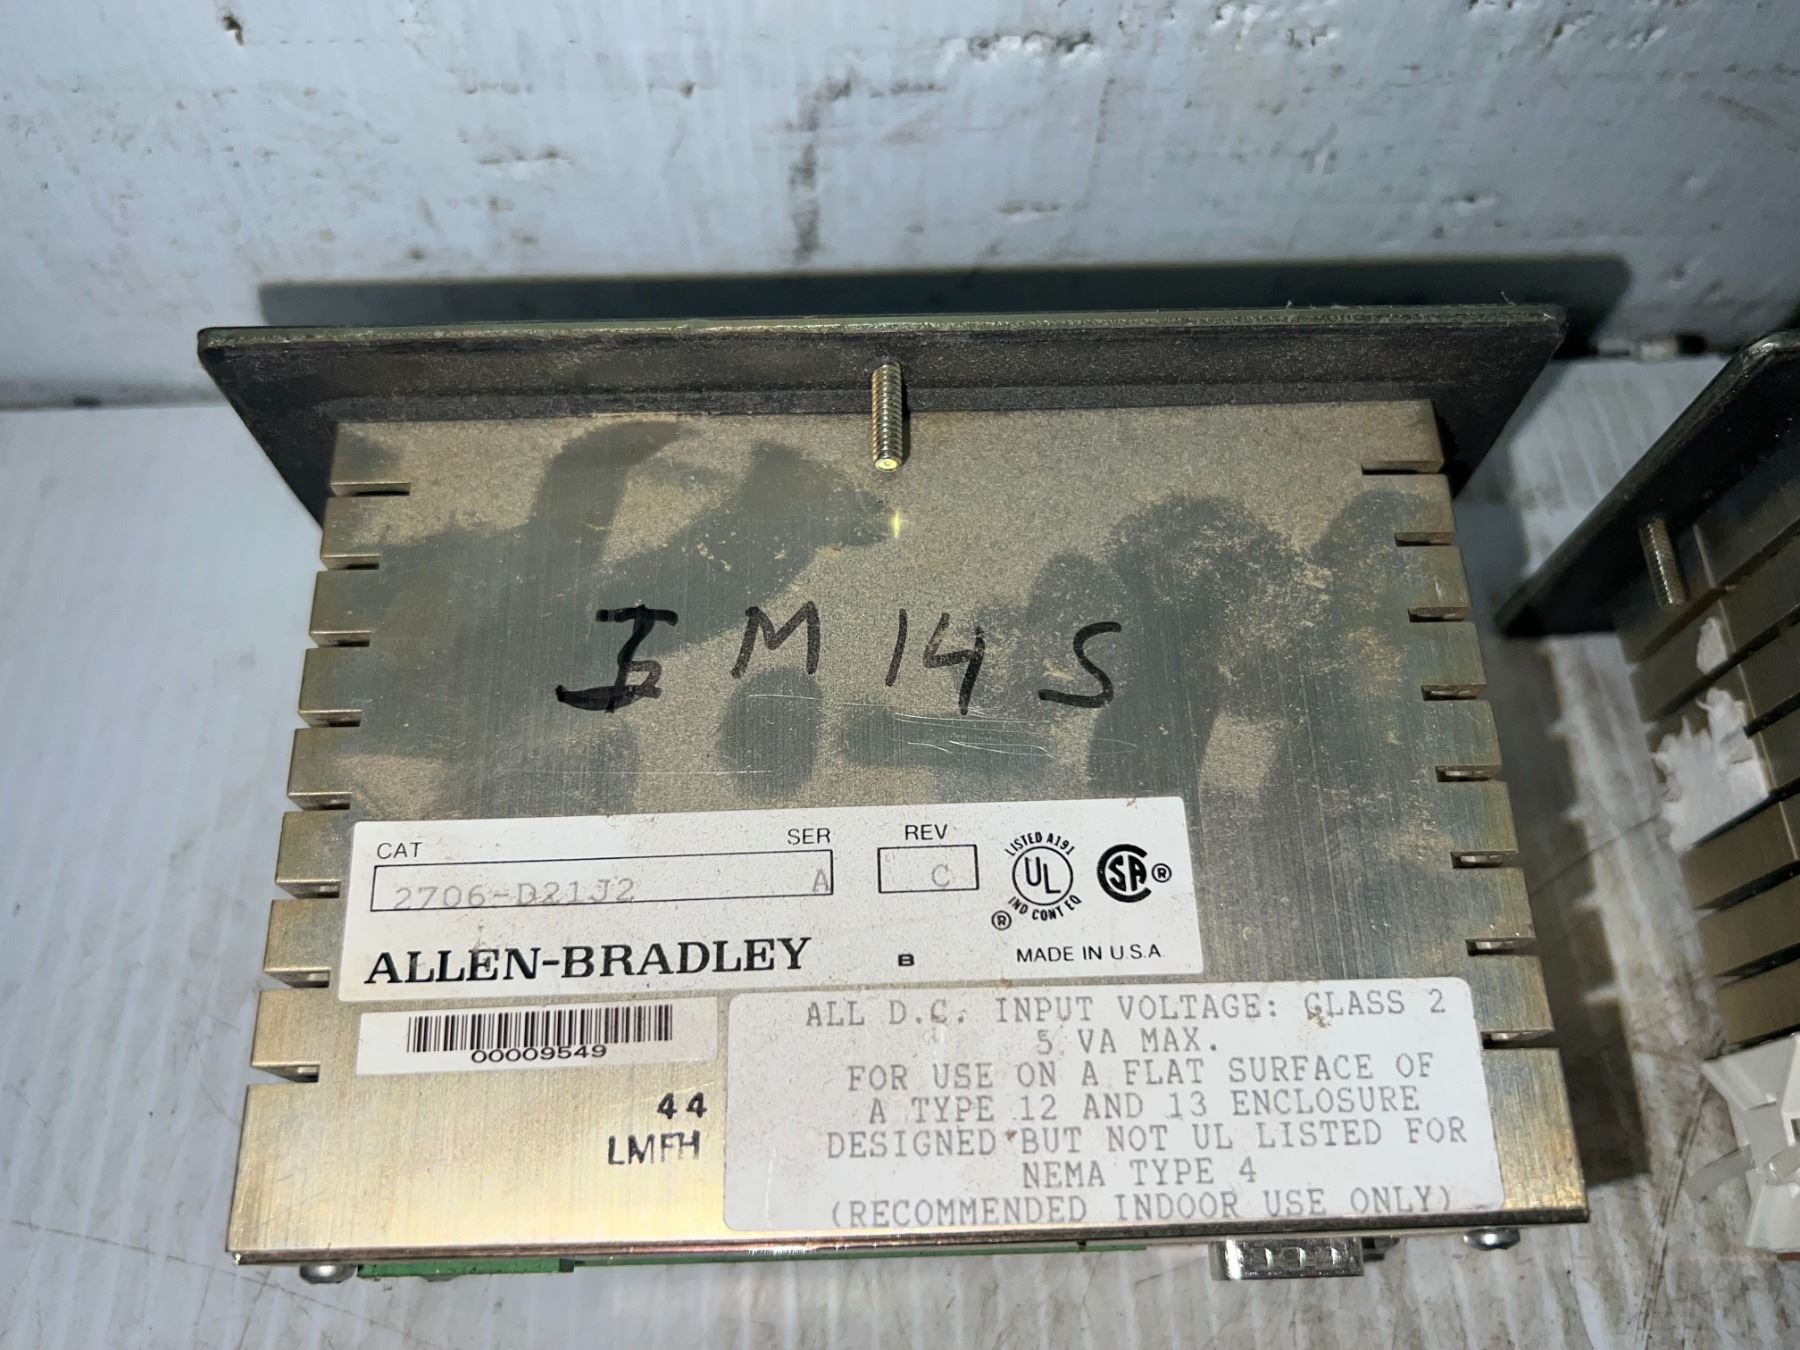 IM14S
CAT SER REV
2706-D21J2 A C
LISTED A191
UL
IND CONT EQ
®
SA ®
ALLEN-BRADLEY B MADE IN U.S.A.
00009549
44
LMFH
ALL D.C. INPUT VOLTAGE: CLASS 2
5 VA MAX.
FOR USE ON A FLAT SURFACE OF
A TYPE 12 AND 13 ENCLOSURE
DESIGNED BUT NOT UL LISTED FOR
NEMA TYPE 4
(RECOMMENDED INDOOR USE ONLY)